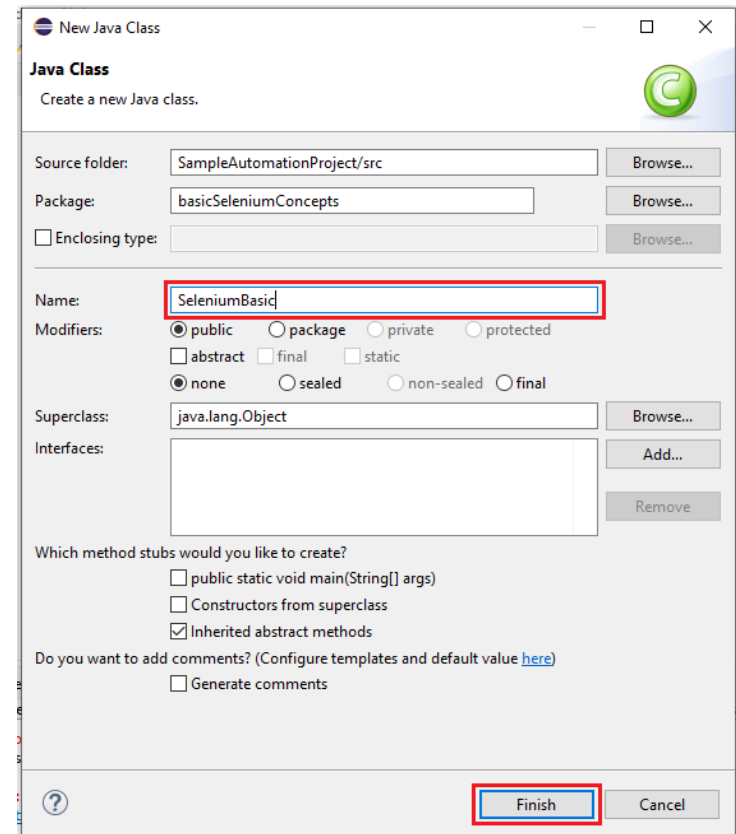 New Java Class
Java Class
Create a new Java class.
Source folder: SampleAutomationProject/src Browse...
Package: basicSeleniumConcepts Browse...
Enclosing type: Browse...
Name: SeleniumBasic
Modifiers: public package private protected
abstract final static
none sealed non-sealed final
Superclass: java.lang.Object Browse...
Interfaces: Add...
Remove
Which method stubs would you like to create?
public static void main(String[] args)
Constructors from superclass
Inherited abstract methods
Do you want to add comments? (Configure templates and default value here)
Generate comments
Finish Cancel